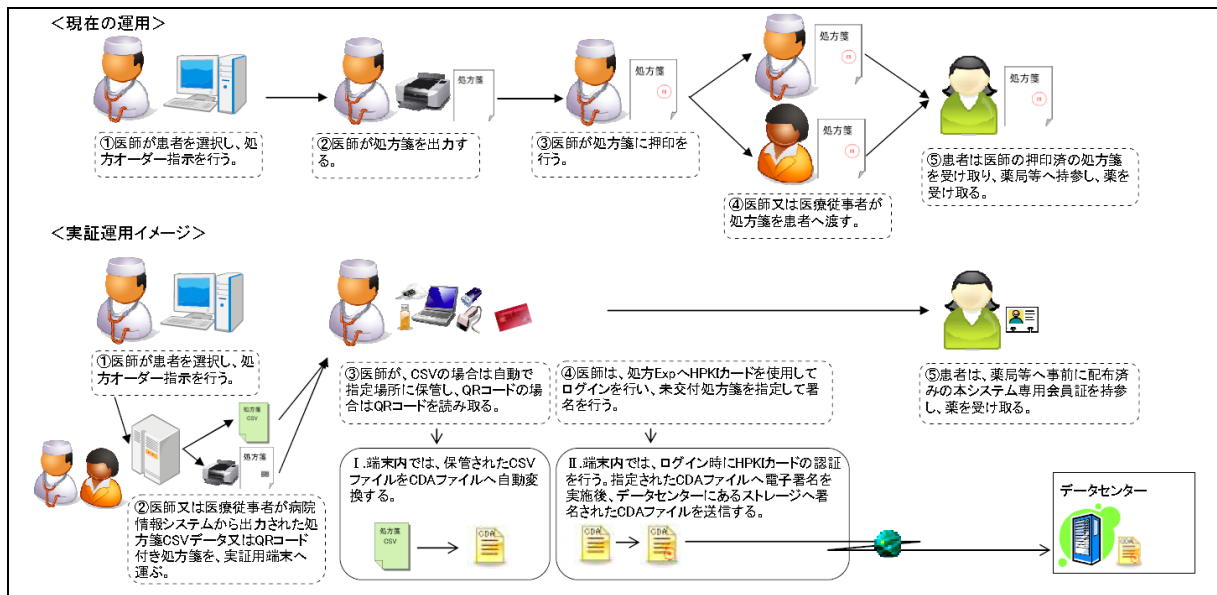 ＜現在の運用＞
処方箋
処方箋
処方箋
処方箋
処方箋
①医師が患者を選択し、処
方オーダー指示を行う。
②医師が処方箋を出力す
る。
③医師が処方箋に押印を
行う。
④医師又は医療従事者が
処方箋を患者へ渡す。
⑤患者は医師の押印済の処方箋
を受け取り、薬局等へ持参し、薬を
受け取る。
＜実証運用イメージ＞
①医師が患者を選択し、処
方オーダー指示を行う。
処方箋
CSV
処方箋
②医師又は医療従事者が病院
情報システムから出力された処
方箋CSVデータ又はQRコード
付き処方箋を、実証用端末へ
運ぶ。
③医師が、CSVの場合は自動で
指定場所に保管し、QRコードの場
合はQRコードを読み取る。
④医師は、処方ExpへHPKIカードを使用して
ログインを行い、未交付処方箋を指定して署
名を行う。
⑤患者は、薬局等へ事前に配布済
みの本システム専用会員証を持参
し、薬を受け取る。
Ⅰ.端末内では、保管されたCSV
ファイルをCDAファイルへ自動変
換する。
処方箋
CSV
CDA
Ⅱ.端末内では、ログイン時にHPKIカードの認証
を行う。指定されたCDAファイルへ電子署名を
実施後、データセンターにあるストレージへ署
名されたCDAファイルを送信する。
CDA
CDA
データセンター